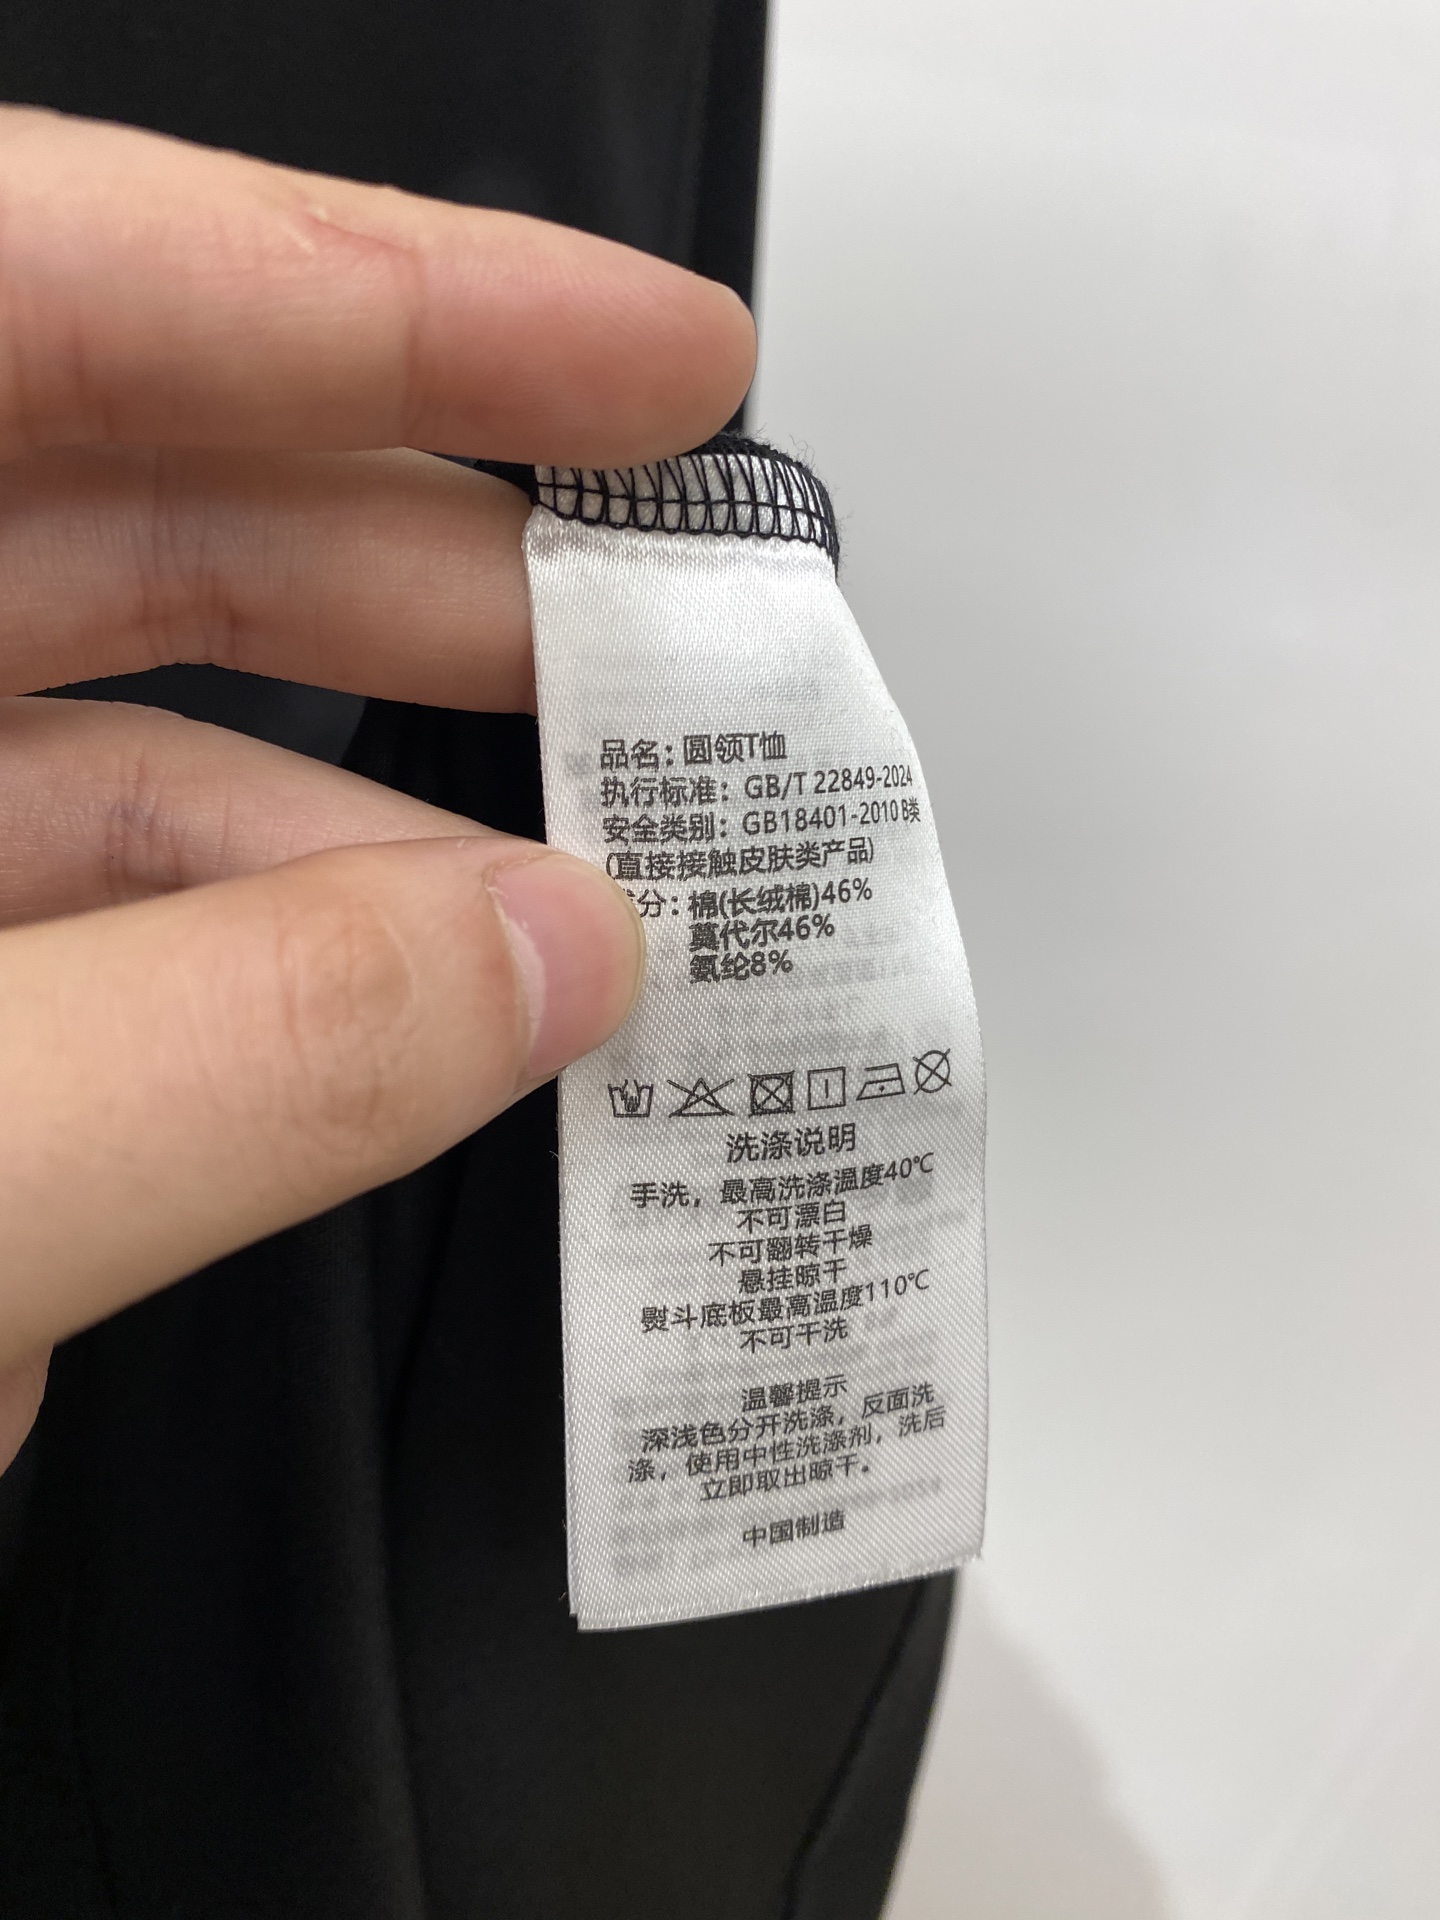 品名：圆领T恤
执行标准：GB/T 22849-2024
安全类别：GB18401-2010 B类
(直接接触皮肤类产品)
分：棉(长绒棉)46%
莫代尔46%
氨纶8%
洗涤说明
手洗，最高洗涤温度40℃
不可漂白
不可翻转干燥
悬挂晾干
熨斗底板最高温度110℃
不可干洗
温馨提示
深浅色分开洗涤，反面洗
涤，使用中性洗涤剂，洗后
立即取出晾干。
中国制造